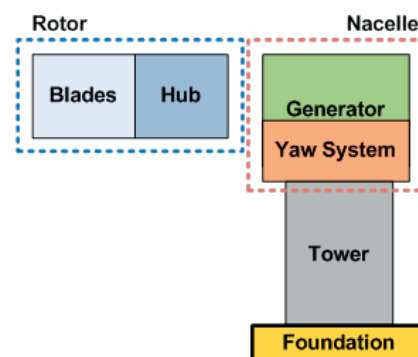 Rotor
Nacelle
Blades
Hub
Generator
Yaw System
Tower
Foundation